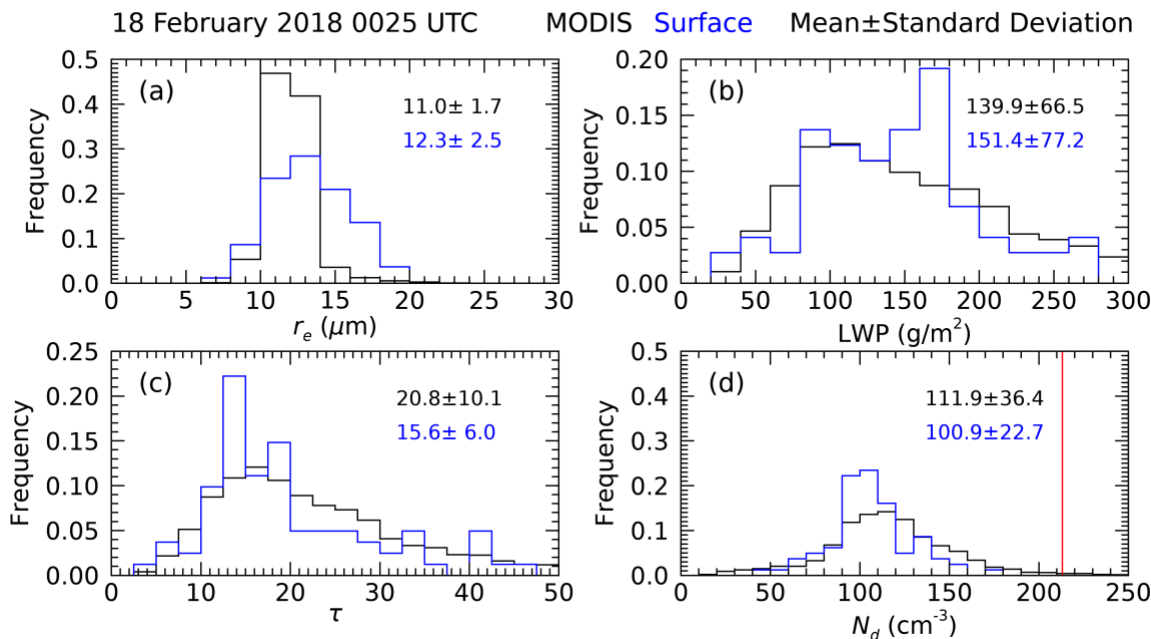 18 February 2018 0025 UTC MODIS Surface Mean±Standard Deviation
(a)
11.0± 1.7
12.3± 2.5
Frequency
0.5
0.4
0.3
0.2
0.1
0.0
0 5 10 15 20 25 30
r_e (μm)
(b)
139.9±66.5
151.4±77.2
Frequency
0.20
0.15
0.10
0.05
0.00
0 50 100 150 200 250 300
LWP (g/m²)
(c)
20.8±10.1
15.6± 6.0
Frequency
0.25
0.20
0.15
0.10
0.05
0.00
0 10 20 30 40 50
τ
(d)
111.9±36.4
100.9±22.7
Frequency
0.5
0.4
0.3
0.2
0.1
0.0
0 50 100 150 200 250
N_d (cm⁻³)